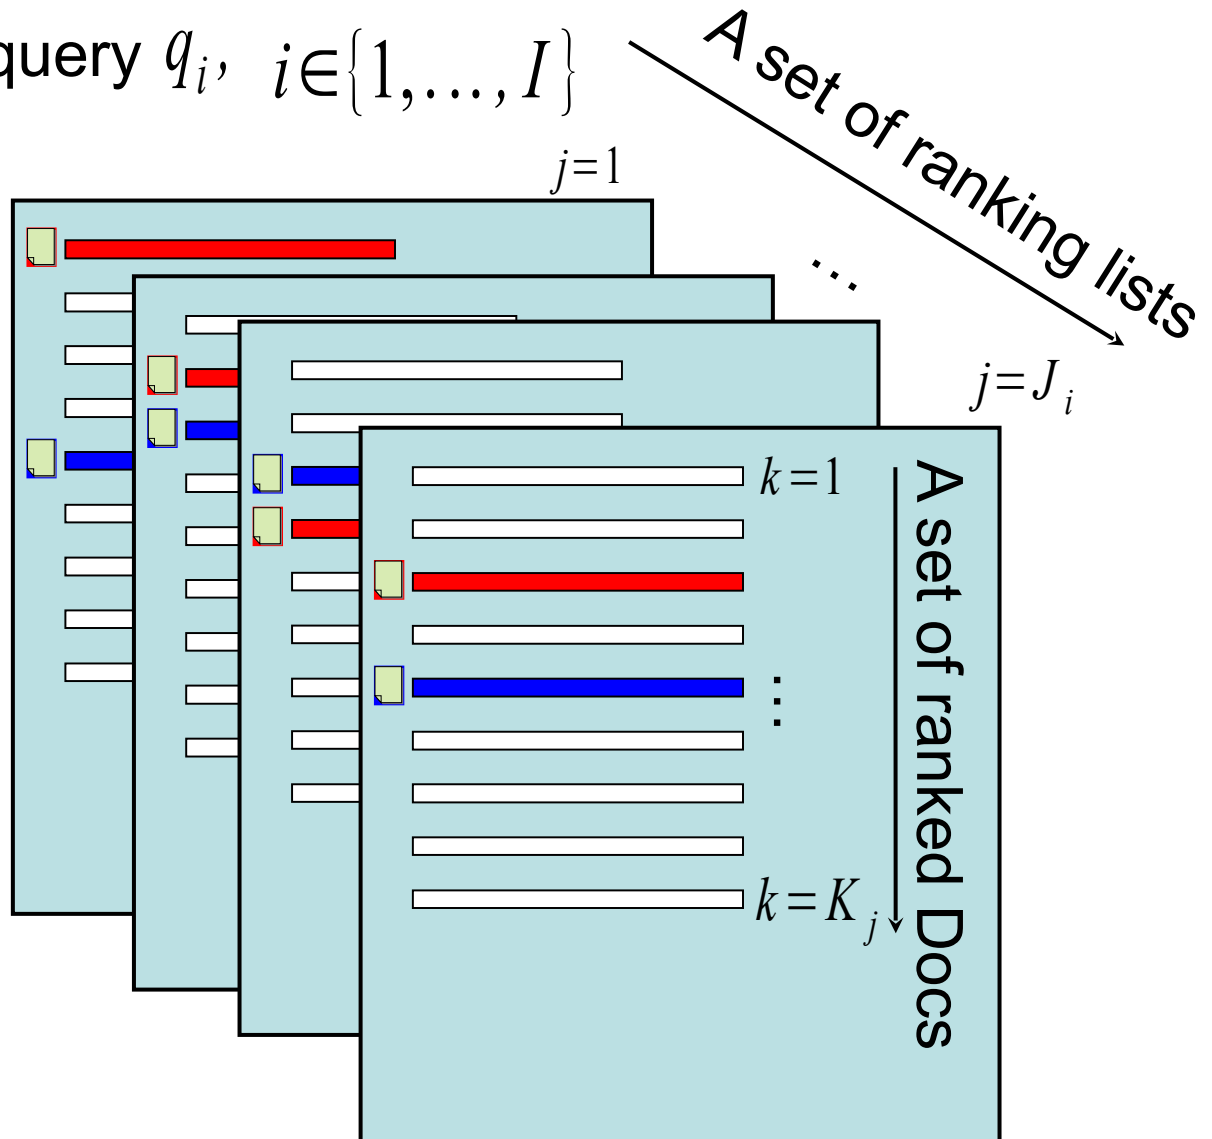 query q_i, i∈{1,…,I}
A set of ranking lists
j=1
…
j=J_i
k=1
A set of ranked Docs
⋮
k=K_j